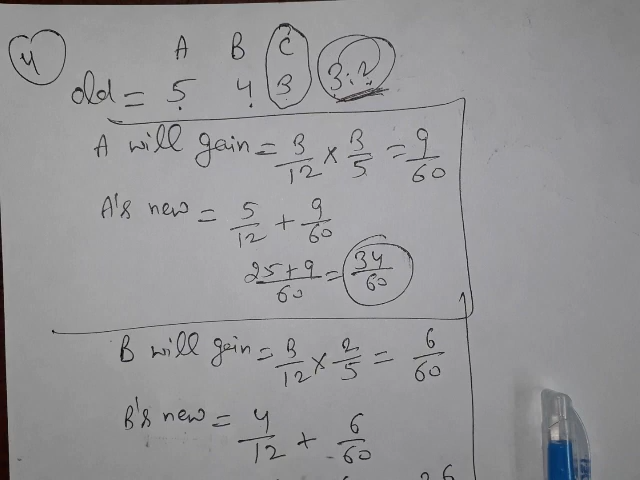 4
A B C
old = 5 4 3 3:2
A will gain = 3/12 × 3/5 = 9/60
A's new = 5/12 + 9/60
25+9/60 = 34/60
B will gain = 3/12 × 2/5 = 6/60
B's new = 4/12 + 6/60